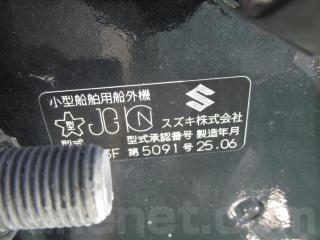 小型船舶用船外機
型 JG N スズキ株式会社
型式 型式承認番号 製造年月
F 第5091号 25.06